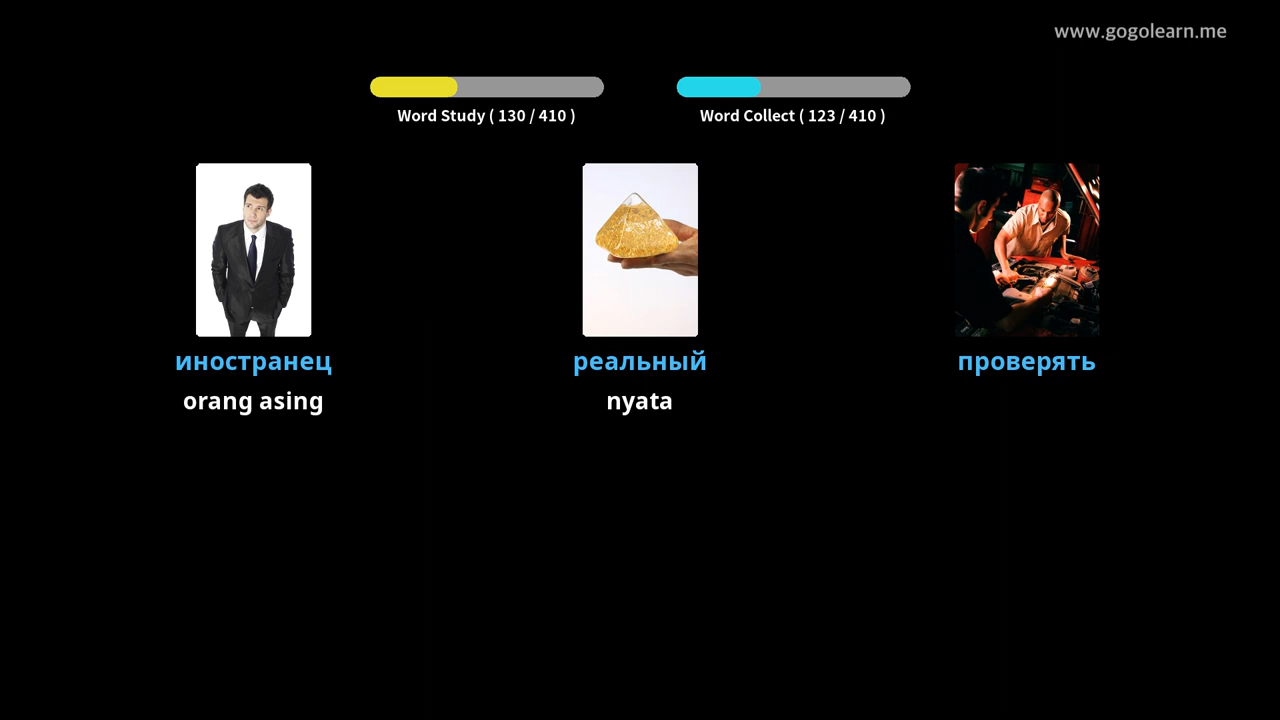 www.gogolearn.me
Word Study ( 130 / 410 )
Word Collect ( 123 / 410 )
иностранец
реальный
проверять
orang asing
nyata